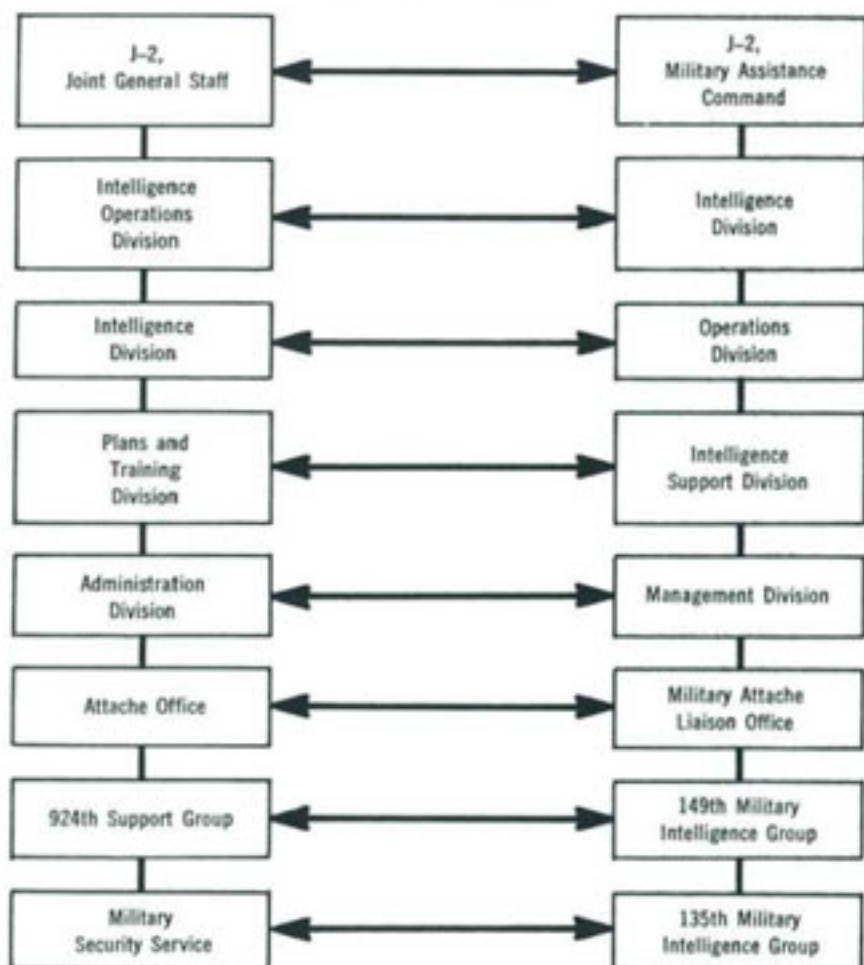 J-2,
Joint General Staff
J-2,
Military Assistance
Command
Intelligence
Operations
Division
Intelligence
Division
Intelligence
Division
Operations
Division
Plans and
Training
Division
Intelligence
Support Division
Administration
Division
Management Division
Attache Office
Military Attache
Liaison Office
924th Support Group
149th Military
Intelligence Group
Military
Security Service
135th Military
Intelligence Group